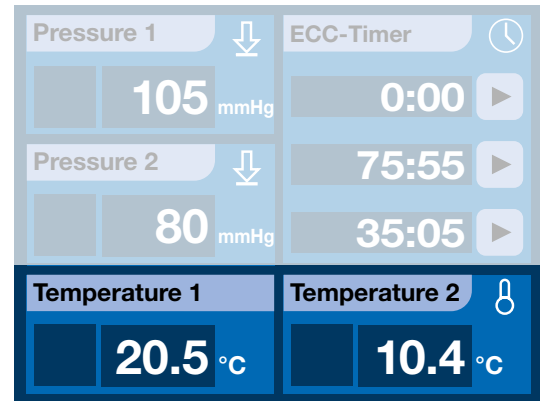 Pressure 1
105 mmHg
Pressure 2
80 mmHg
ECC-Timer
0:00
75:55
35:05
Temperature 1
20.5 °C
Temperature 2
10.4 °C